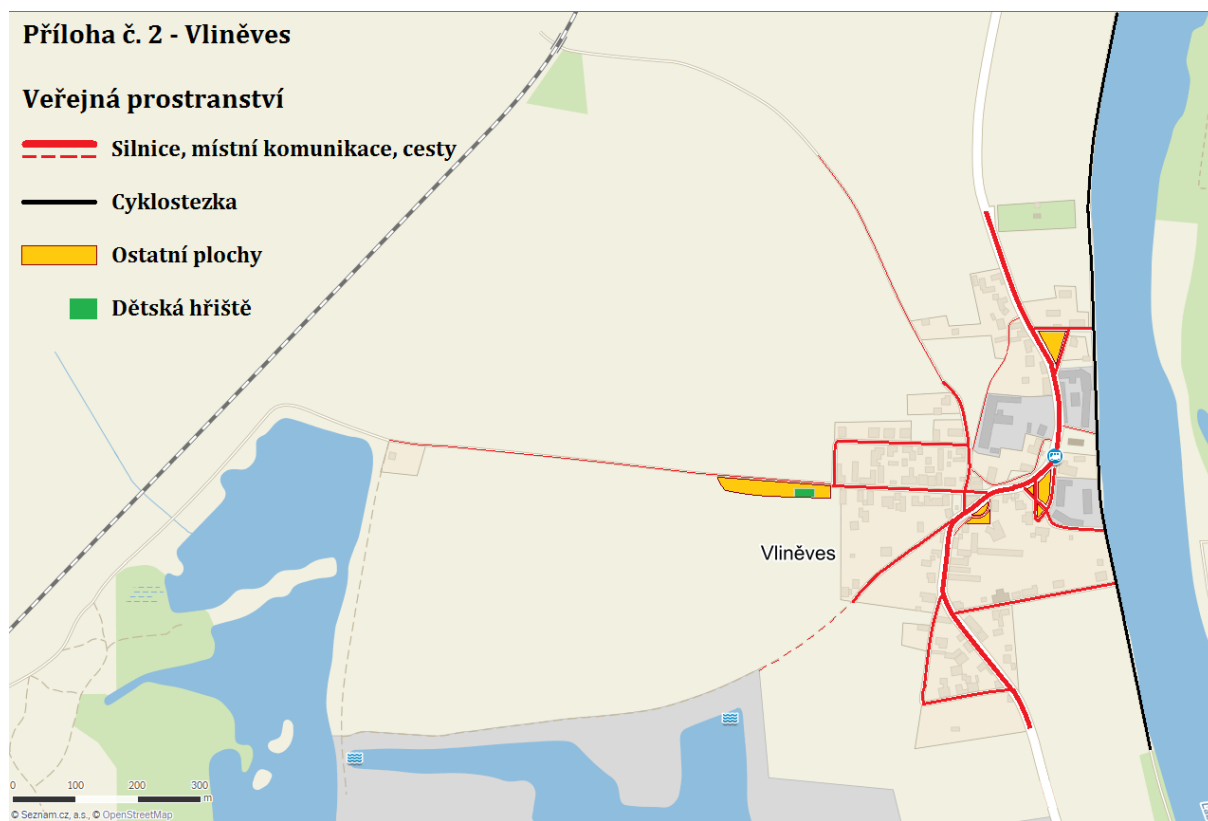 Příloha č. 2 - Vliněves
Veřejná prostranství
Silnice, místní komunikace, cesty
Cyklostezka
Ostatní plochy
Dětská hřiště
Vliněves
0 100 200 300
m
© Seznam.cz, a.s., © OpenStreetMap